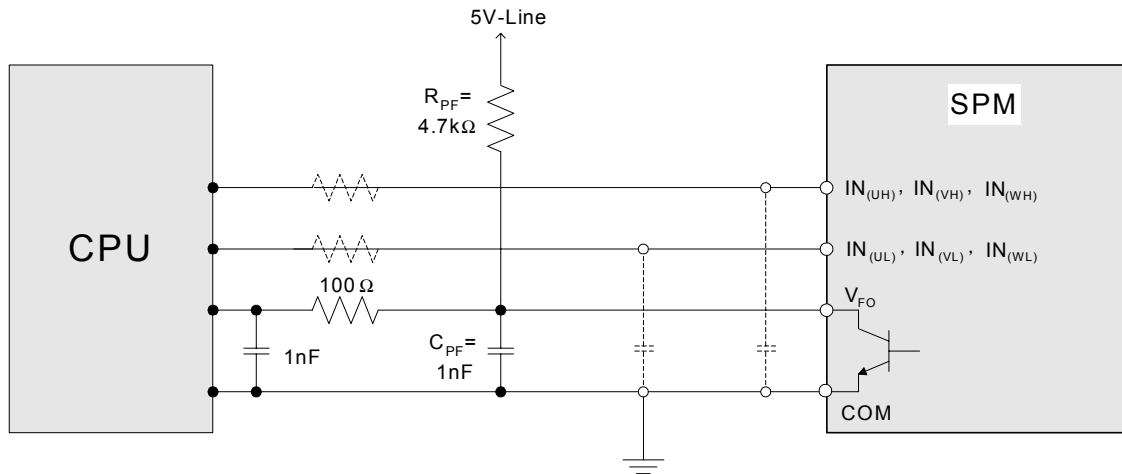 5V-Line
R_PF=
4.7kΩ
SPM
CPU
IN_(UH), IN_(VH), IN_(WH)
IN_(UL), IN_(VL), IN_(WL)
100 Ω
V_FO
1nF
C_PF=
1nF
COM